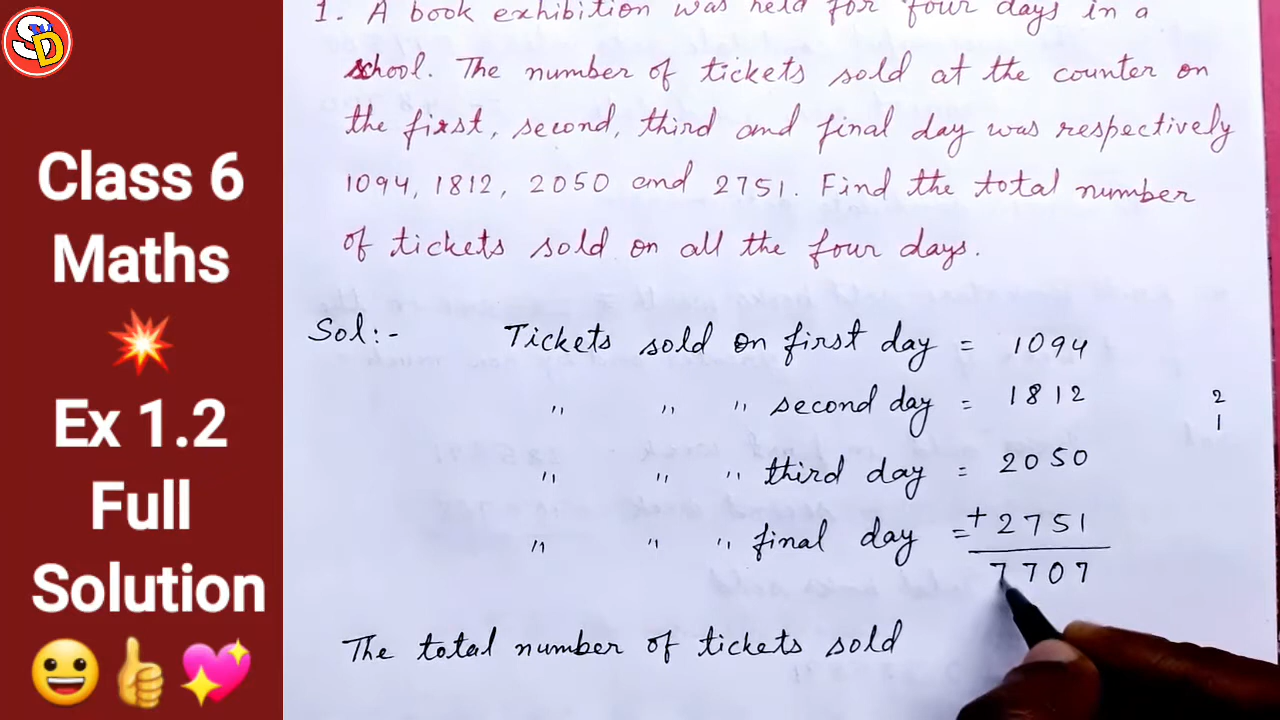 SD
Class 6
Maths
Ex 1.2
Full
Solution
1. A book exhibition was held for four days in a
school. The number of tickets sold at the counter on
the first, second, third and final day was respectively
1094, 1812, 2050 and 2751. Find the total number
of tickets sold on all the four days.
Sol:- Tickets sold on first day = 1094
" " " second day = 1812
2
1
" " " third day = 2050
" " " final day = + 2751
7707
The total number of tickets sold